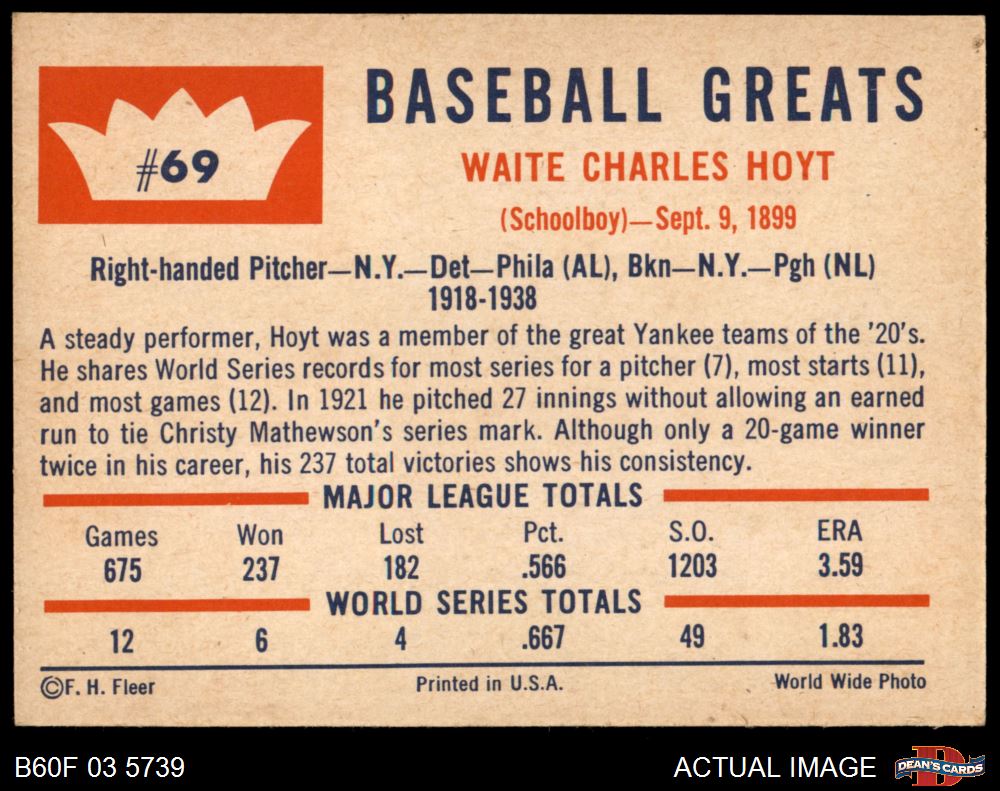 #69
BASEBALL GREATS
WAITE CHARLES HOYT
(Schoolboy)—Sept. 9, 1899
Right-handed Pitcher—N.Y.—Det—Phila (AL), Bkn—N.Y.—Pgh (NL)
1918-1938
A steady performer, Hoyt was a member of the great Yankee teams of the '20's.
He shares World Series records for most series for a pitcher (7), most starts (11),
and most games (12). In 1921 he pitched 27 innings without allowing an earned
run to tie Christy Mathewson's series mark. Although only a 20-game winner
twice in his career, his 237 total victories shows his consistency.
MAJOR LEAGUE TOTALS
Games Won Lost Pct. S.O. ERA
675 237 182 .566 1203 3.59
WORLD SERIES TOTALS
12 6 4 .667 49 1.83
©F. H. Fleer Printed in U.S.A. World Wide Photo
B60F 03 5739 ACTUAL IMAGE D DEAN'S CARDS